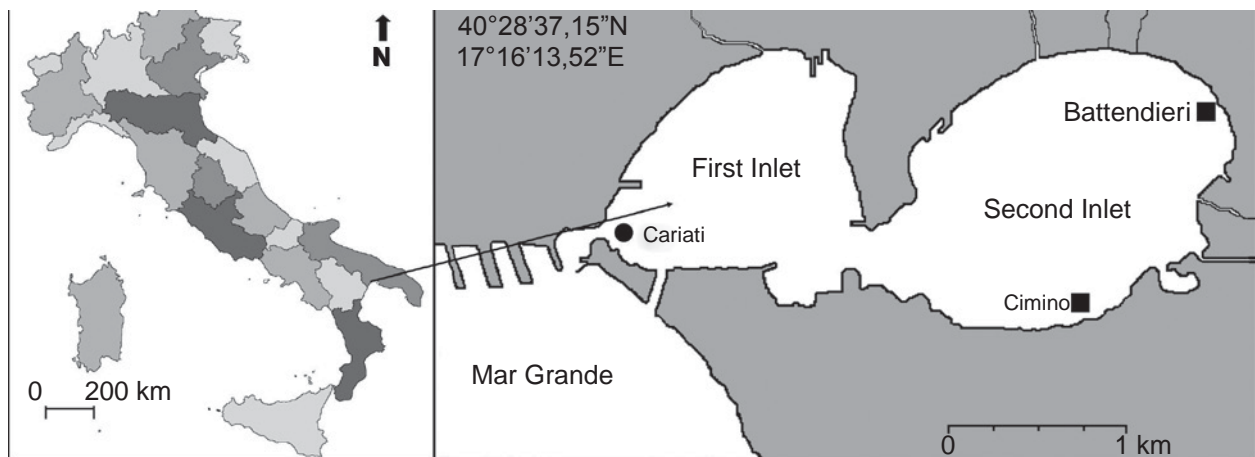 N
0 200 km
40°28'37,15"N
17°16'13,52"E
First Inlet
Second Inlet
Battendieri
Cariati
Cimino
Mar Grande
0 1 km